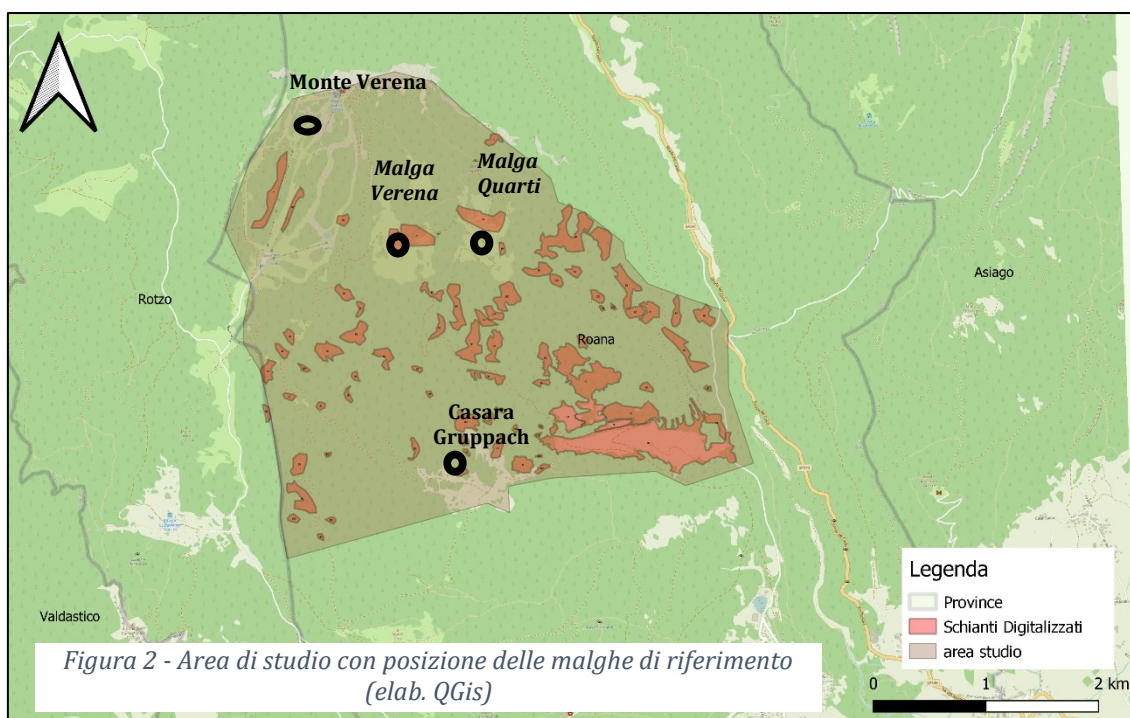 Monte Verena
Malga
Verena
Malga
Quarti
Rotzo
Asiago
Roana
Casara
Gruppach
Valdastico
Legenda
Province
Schianti Digitalizzati
area studio
Figura 2 - Area di studio con posizione delle malghe di riferimento
(elab. QGis)
0 1 2 km